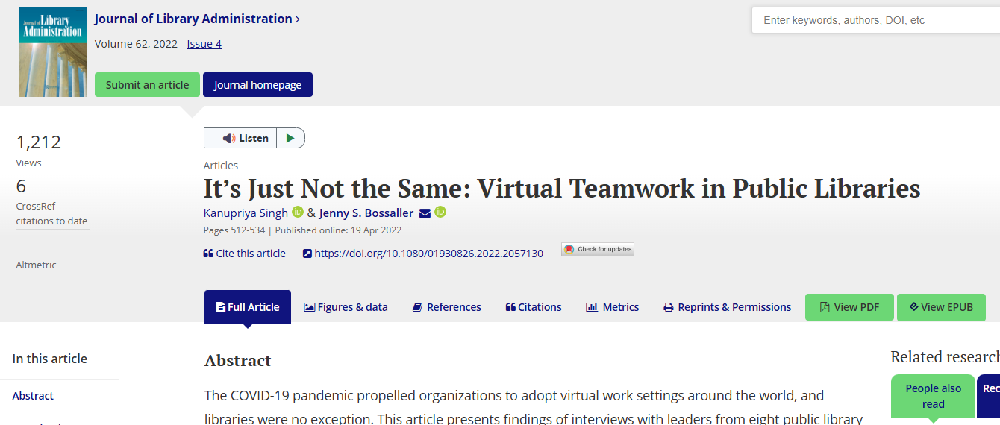 Journal of Library Administration
Journal of Library Administration >
Volume 62, 2022 - Issue 4
Enter keywords, authors, DOI, etc
Submit an article
Journal homepage
1,212
Views
6
CrossRef
citations to date
Altmetric
Listen
Articles
It’s Just Not the Same: Virtual Teamwork in Public Libraries
Kanupriya Singh iD & Jenny S. Bossaller iD
Pages 512-534 | Published online: 19 Apr 2022
Cite this article https://doi.org/10.1080/01930826.2022.2057130 Check for updates
Full Article Figures & data References Citations Metrics Reprints & Permissions View PDF View EPUB
In this article
Abstract
Abstract
The COVID-19 pandemic propelled organizations to adopt virtual work settings around the world, and
libraries were no exception. This article presents findings of interviews with leaders from eight public library
Related research
People also
read
Rec